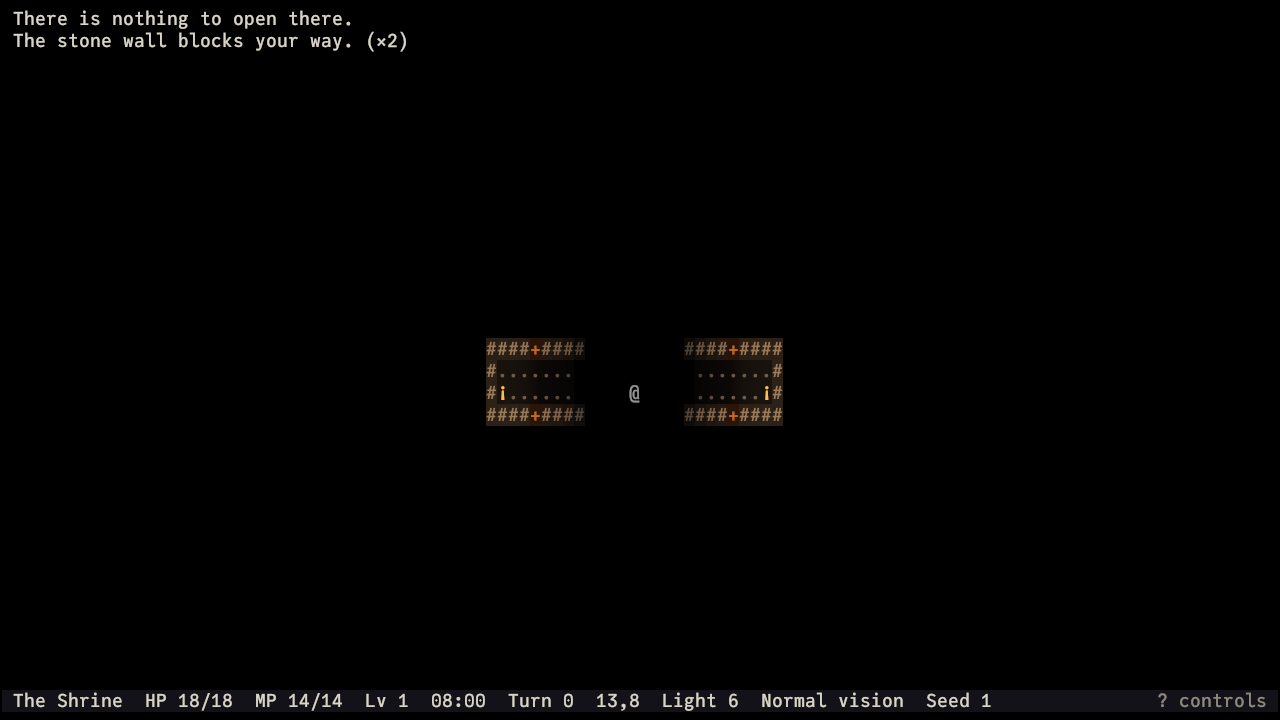 There is nothing to open there.
The stone wall blocks your way. (×2)
####+#### ####+####
#....... .......#
#¡...... @ ......¡#
####+#### ####+####
The Shrine HP 18/18 MP 14/14 Lv 1 08:00 Turn 0 13,8 Light 6 Normal vision Seed 1 ? controls